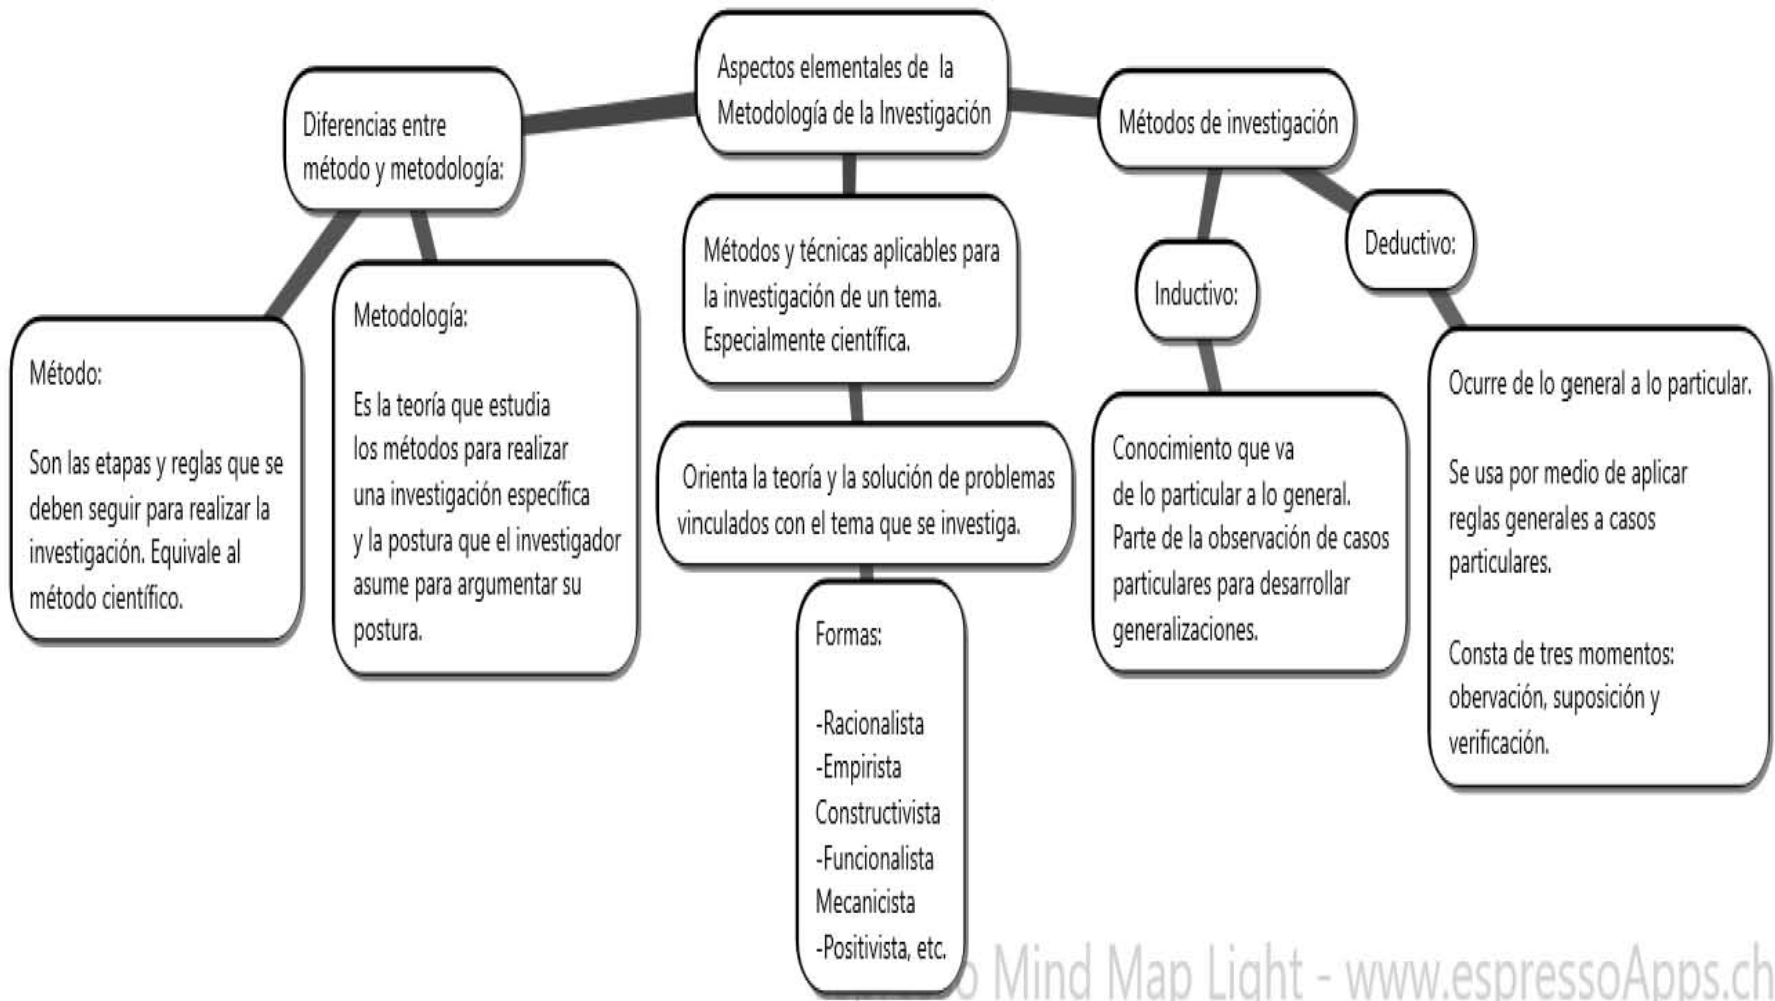 Aspectos elementales de la
Metodología de la Investigación
Diferencias entre
método y metodología:
Método:
Son las etapas y reglas que se
deben seguir para realizar la
investigación. Equivale al
método científico.
Metodología:
Es la teoría que estudia
los métodos para realizar
una investigación específica
y la postura que el investigador
asume para argumentar su
postura.
Métodos y técnicas aplicables para
la investigación de un tema.
Especialmente científica.
Orienta la teoría y la solución de problemas
vinculados con el tema que se investiga.
Formas:
-Racionalista
-Empirista
Constructivista
-Funcionalista
Mecanicista
-Positivista, etc.
Métodos de investigación
Inductivo:
Conocimiento que va
de lo particular a lo general.
Parte de la observación de casos
particulares para desarrollar
generalizaciones.
Deductivo:
Ocurre de lo general a lo particular.
Se usa por medio de aplicar
reglas generales a casos
particulares.
Consta de tres momentos:
obervación, suposición y
verificación.
Mind Map Light - www.espressoApps.ch